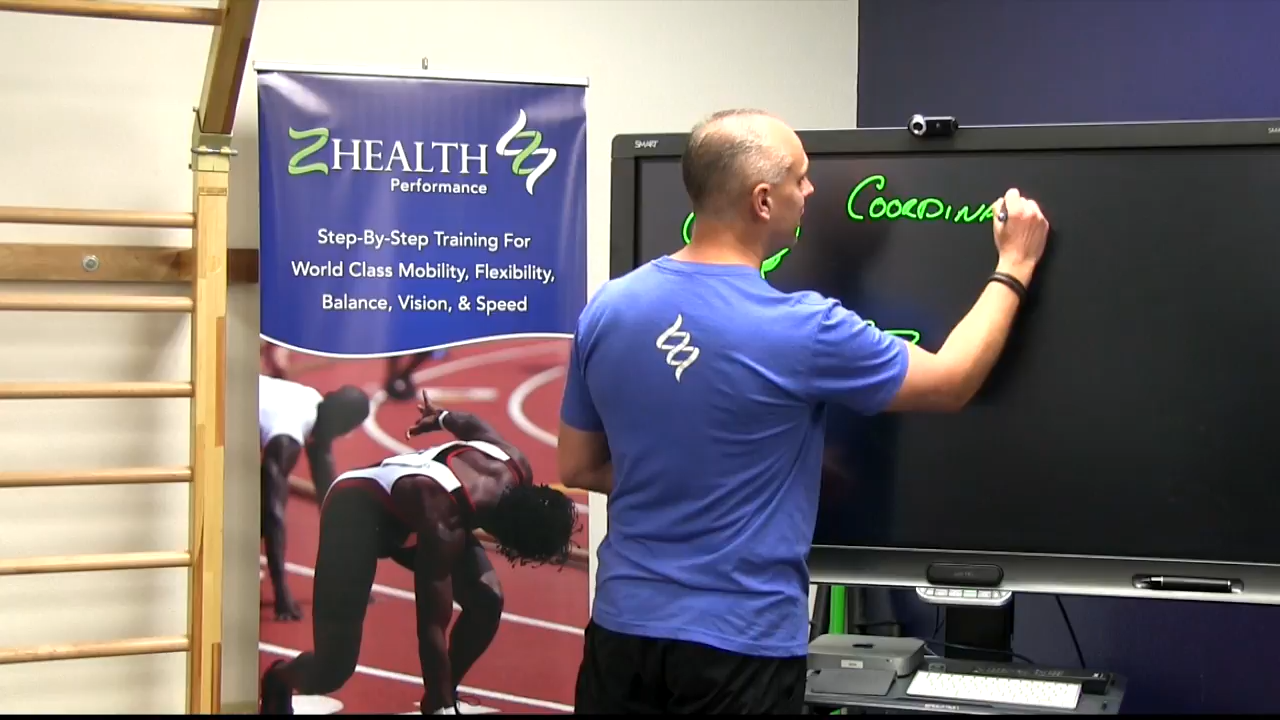 ZHEALTH
Performance
Step-By-Step Training For
World Class Mobility, Flexibility,
Balance, Vision, & Speed
SMART
COORDINA